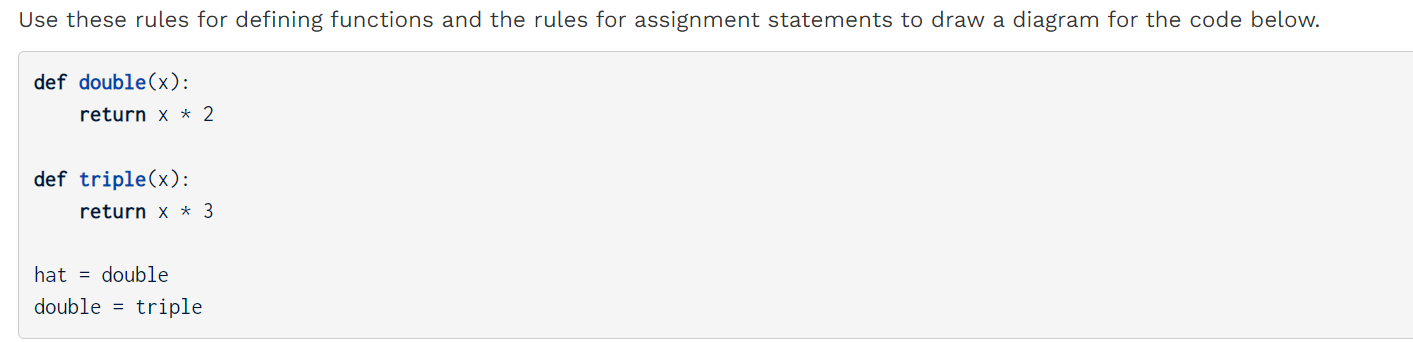 Use these rules for defining functions and the rules for assignment statements to draw a diagram for the code below.
def double(x):
    return x * 2
def triple(x):
    return x * 3
hat = double
double = triple